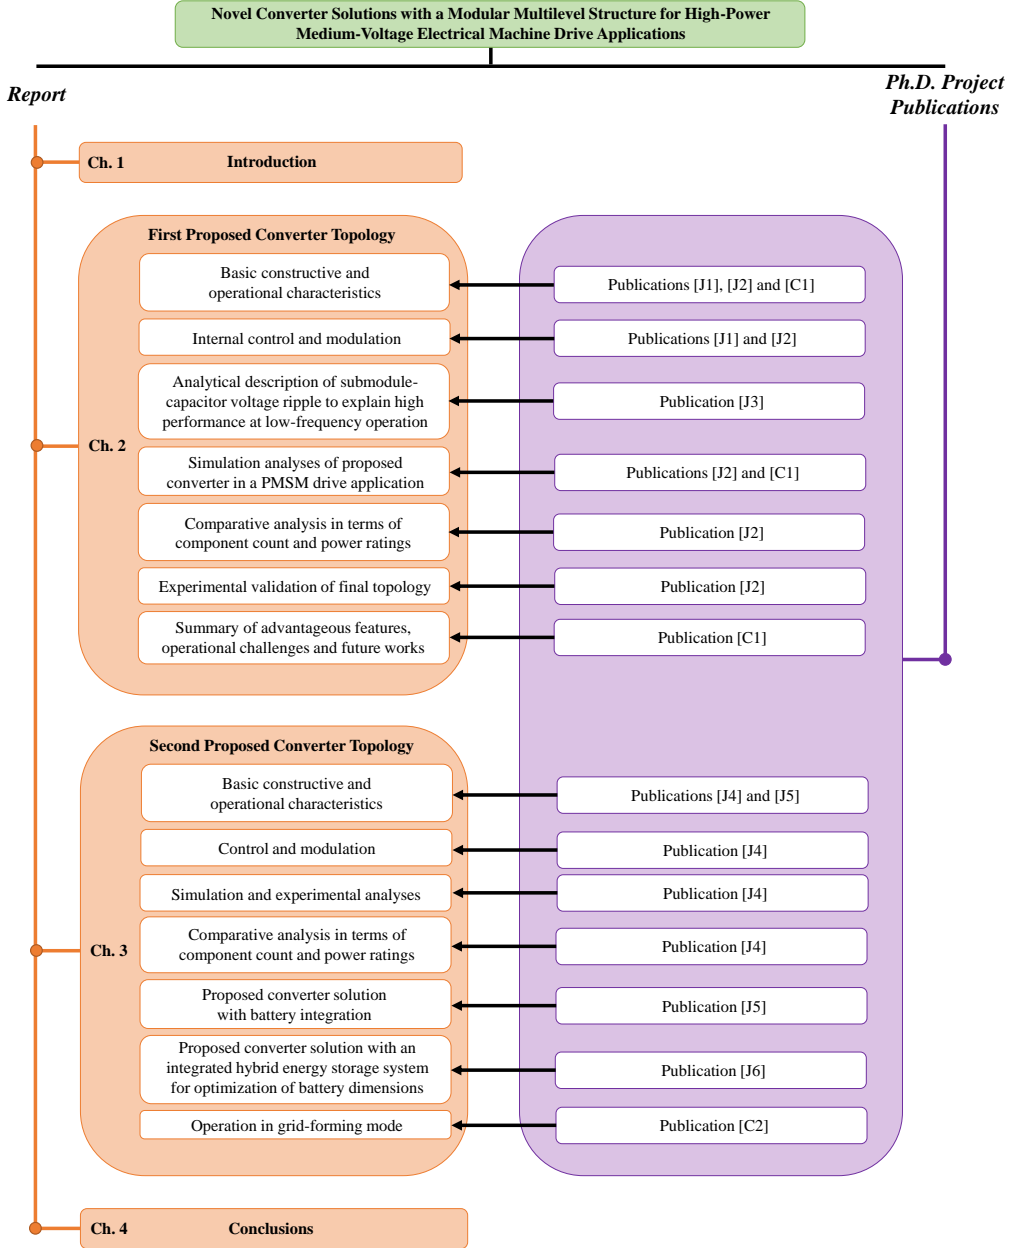 Novel Converter Solutions with a Modular Multilevel Structure for High-Power
Medium-Voltage Electrical Machine Drive Applications
Report
Ph.D. Project
Publications
Ch. 1
Introduction
First Proposed Converter Topology
Ch. 2
Basic constructive and
operational characteristics
Publications [J1], [J2] and [C1]
Internal control and modulation
Publications [J1] and [J2]
Analytical description of submodule-
capacitor voltage ripple to explain high
performance at low-frequency operation
Publication [J3]
Simulation analyses of proposed
converter in a PMSM drive application
Publications [J2] and [C1]
Comparative analysis in terms of
component count and power ratings
Publication [J2]
Experimental validation of final topology
Publication [J2]
Summary of advantageous features,
operational challenges and future works
Publication [C1]
Second Proposed Converter Topology
Ch. 3
Basic constructive and
operational characteristics
Publications [J4] and [J5]
Control and modulation
Publication [J4]
Simulation and experimental analyses
Publication [J4]
Comparative analysis in terms of
component count and power ratings
Publication [J4]
Proposed converter solution
with battery integration
Publication [J5]
Proposed converter solution with an
integrated hybrid energy storage system
for optimization of battery dimensions
Publication [J6]
Operation in grid-forming mode
Publication [C2]
Ch. 4
Conclusions